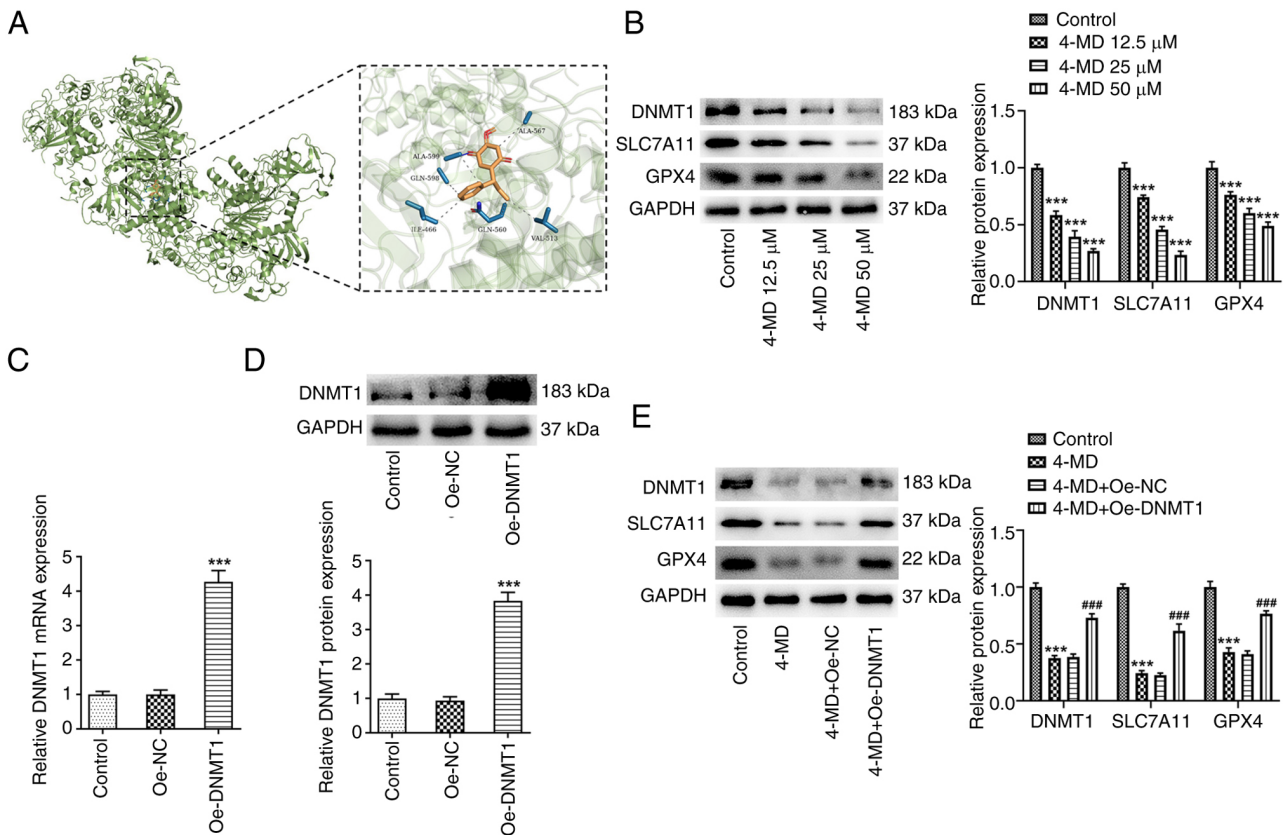 A
ALA-567
ALA-599
GLN-598
ILE-466
GLN-560
VAL-513
B
DNMT1
183 kDa
SLC7A11
37 kDa
GPX4
22 kDa
GAPDH
37 kDa
Control
4-MD 12.5 μM
4-MD 25 μM
4-MD 50 μM
Control
4-MD 12.5 μM
4-MD 25 μM
4-MD 50 μM
Relative protein expression
1.5
1.0
0.5
0.0
*** *** ***
*** *** ***
*** *** ***
DNMT1 SLC7A11 GPX4
C
Relative DNMT1 mRNA expression
5
4
3
2
1
0
***
Control
Oe-NC
Oe-DNMT1
D
DNMT1
183 kDa
GAPDH
37 kDa
Control
Oe-NC
Oe-DNMT1
Relative DNMT1 protein expression
5
4
3
2
1
0
***
Control
Oe-NC
Oe-DNMT1
E
DNMT1
183 kDa
SLC7A11
37 kDa
GPX4
22 kDa
GAPDH
37 kDa
Control
4-MD
4-MD+Oe-NC
4-MD+Oe-DNMT1
Control
4-MD
4-MD+Oe-NC
4-MD+Oe-DNMT1
Relative protein expression
1.5
1.0
0.5
0.0
*** ###
*** ###
*** ###
DNMT1 SLC7A11 GPX4